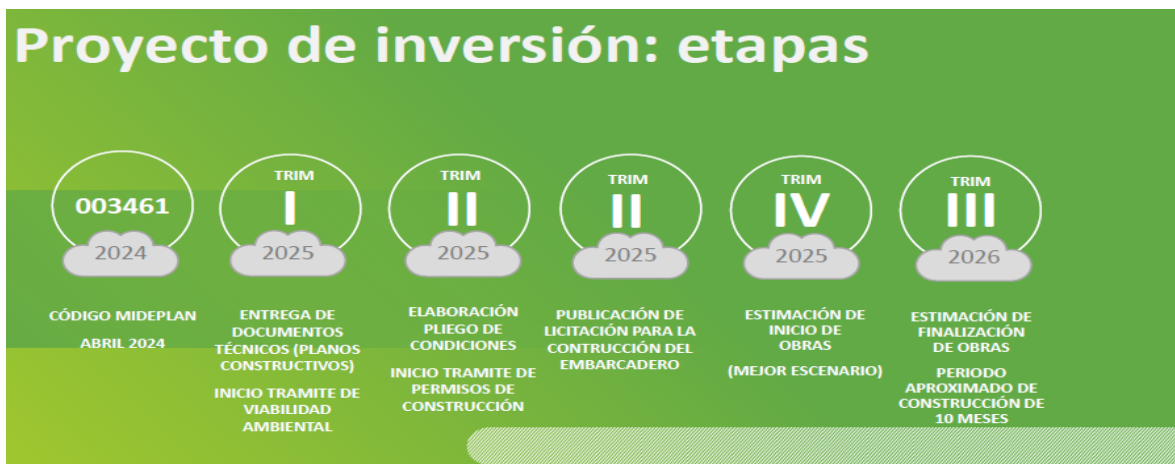 Proyecto de inversión: etapas
003461
2024
CÓDIGO MIDEPLAN
ABRIL 2024
TRIM
I
2025
ENTREGA DE
DOCUMENTOS
TÉCNICOS (PLANOS
CONSTRUCTIVOS)
INICIO TRAMITE DE
VIABILIDAD
AMBIENTAL
TRIM
II
2025
ELABORACIÓN
PLIEGO DE
CONDICIONES
INICIO TRAMITE DE
PERMISOS DE
CONSTRUCCIÓN
TRIM
II
2025
PUBLICACIÓN DE
LICITACIÓN PARA LA
CONTRUCCIÓN DEL
EMBARCADERO
TRIM
IV
2025
ESTIMACIÓN DE
INICIO DE
OBRAS
(MEJOR ESCENARIO)
TRIM
III
2026
ESTIMACIÓN DE
FINALIZACIÓN
DE OBRAS
PERIODO
APROXIMADO DE
CONSTRUCCIÓN DE
10 MESES